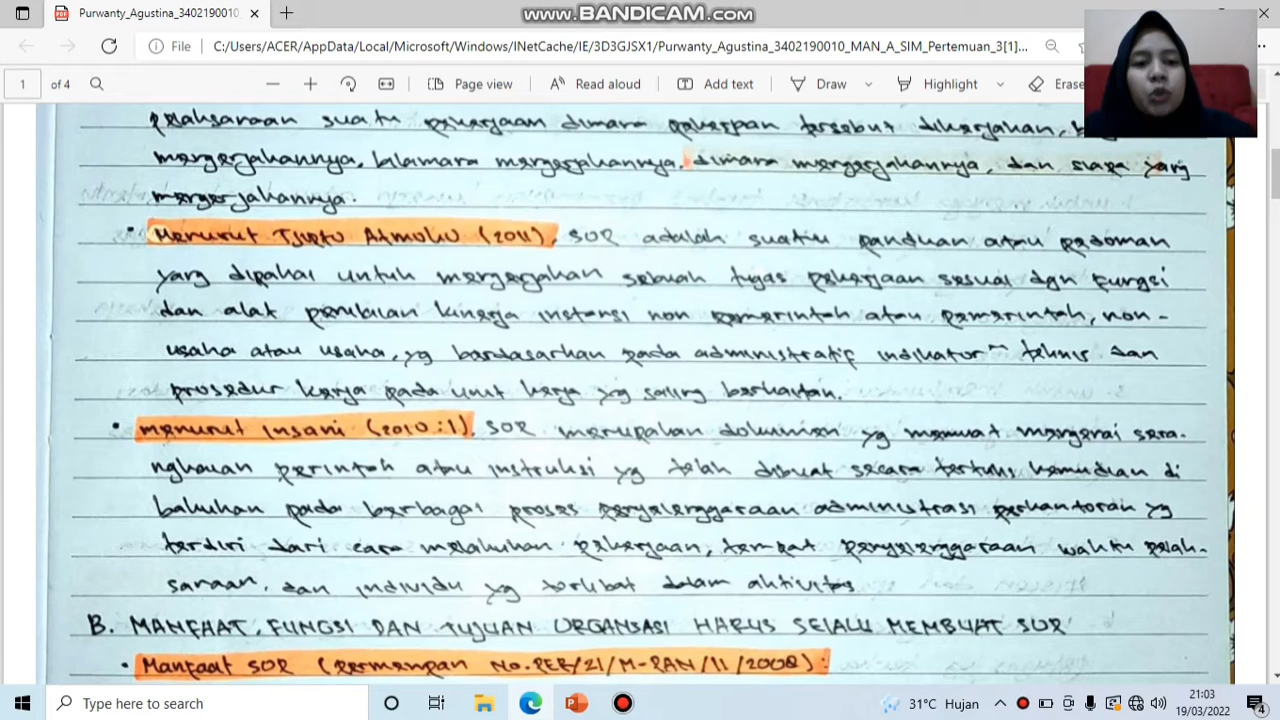 Purwanty_Agustina_3402190010_
www.BANDICAM.com
File
C:/Users/ACER/AppData/Local/Microsoft/Windows/INetCache/IE/3D3GJSX1/Purwanty_Agustina_3402190010_MAN_A_SIM_Pertemuan_3[1]...
1 of 4
Page view
Read aloud
Add text
Draw
Highlight
Erase
pelaksanaan suatu pekerjaan dimana pekerjaan tersebut dikerjakan,
mengerjakannya, bilamana mengerjakannya, dimana mengerjakannya, dan siapa yang
mengerjakannya.
• Menurut Tjipto Atmoko (2011), SOP adalah suatu panduan atau pedoman
yang dipakai untuk mengerjakan sebuah tugas pekerjaan sesuai dgn fungsi
dan alat penilaian kinerja instansi non pemerintah atau pemerintah, non-
usaha atau usaha, yg berdasarkan pada administratif, indikator" teknis dan
prosedur kerja pada unit kerja yg saling berkaitan.
• menurut Insani (2010:1), SOP merupakan dokumen yg memuat mengenai sera-
ngkaian perintah atau instruksi yg telah dibuat secara tertulis kemudian di
bakukan pada berbagai proses penyelenggaraan administrasi perkantoran yg
terdiri dari cara melakukan pekerjaan, tempat penyelenggaraan waktu pelak-
sanaan, dan individu yg terlibat dalam aktivitas
B. MANFAAT, FUNGSI DAN TUJUAN ORGANSASI HARUS SELALU MEMBUAT SOP
• Manfaat SOP (Permenpan No.PER/21/M-PAN/11/2008):
Type here to search
31°C Hujan
21:03
19/03/2022
4